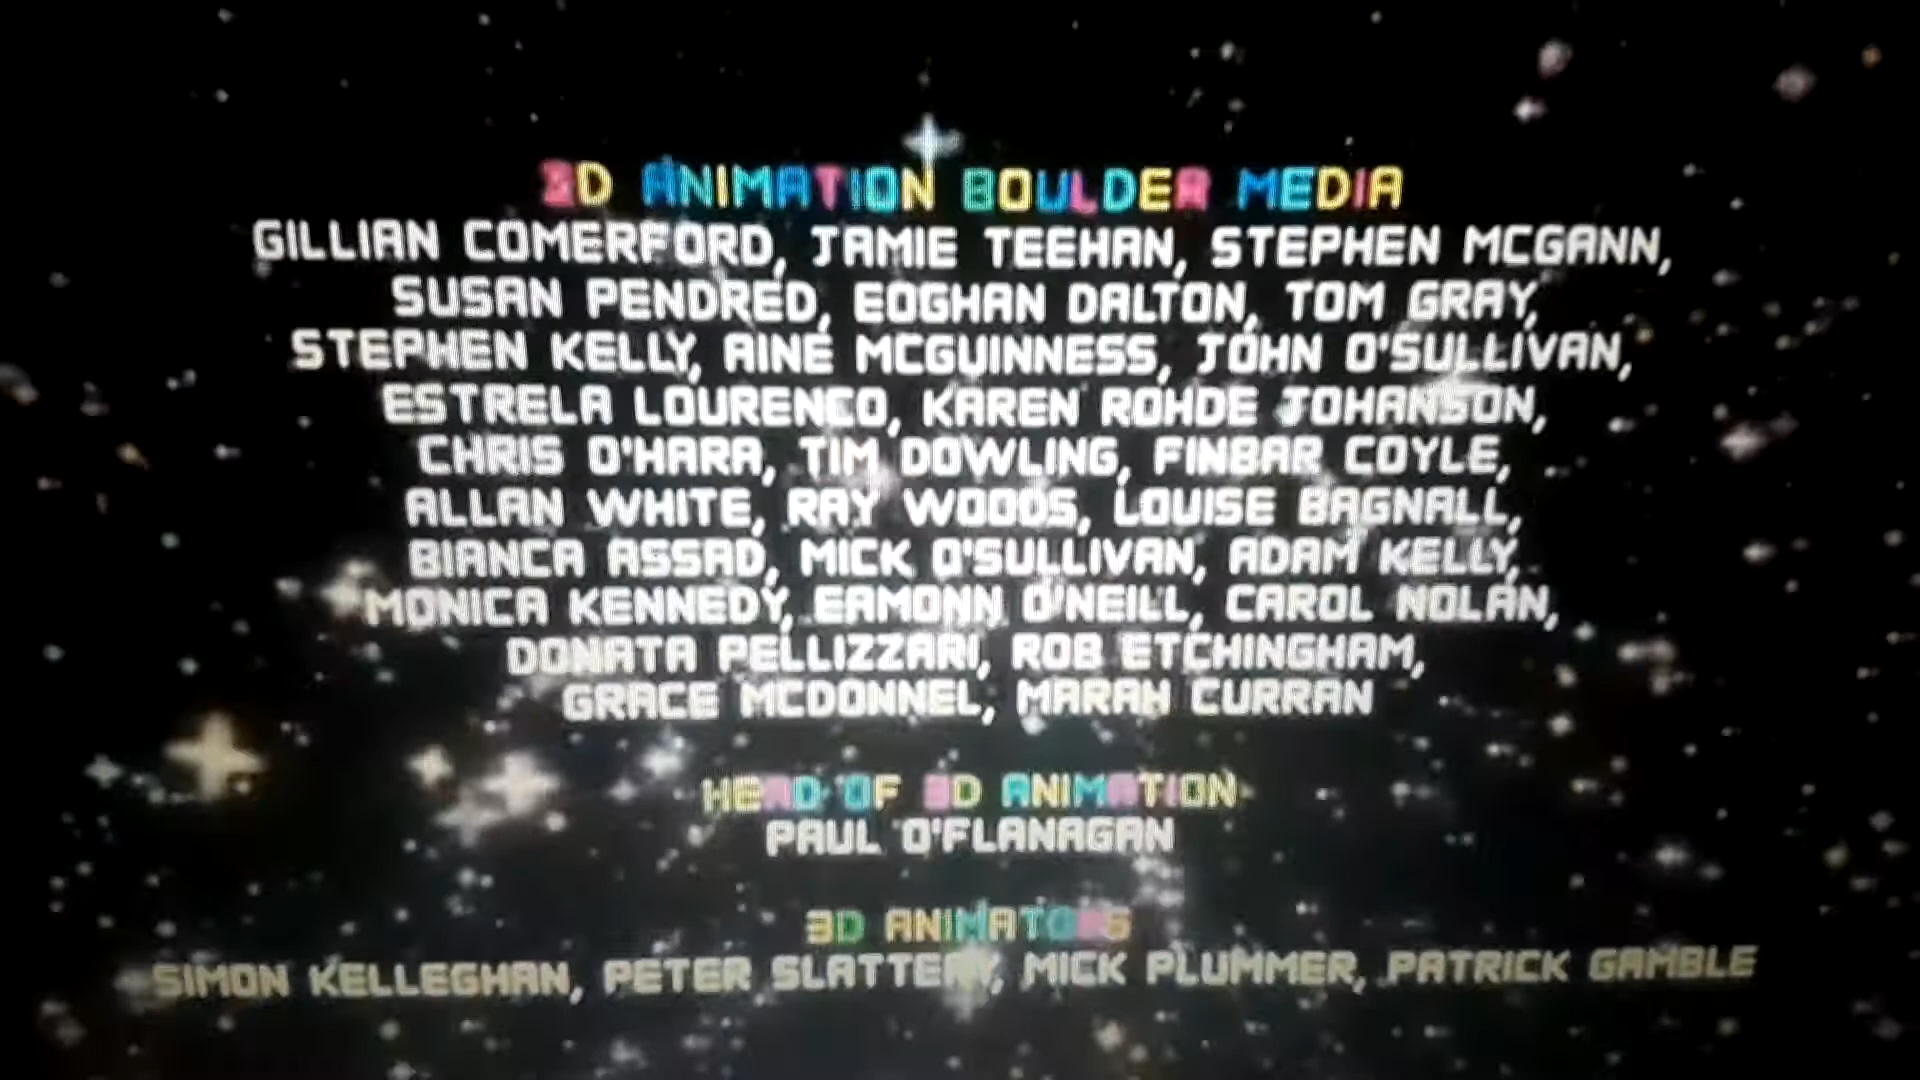 2D ANIMATION BOULDER MEDIA
GILLIAN COMERFORD, JAMIE TEEHAN, STEPHEN MCGANN,
SUSAN PENDRED, EOGHAN DALTON, TOM GRAY,
STEPHEN KELLY, AINE MCGUINNESS, JOHN O'SULLIVAN,
ESTRELA LOURENCO, KAREN ROHDE JOHANSON,
CHRIS O'HARA, TIM DOWLING, FINBAR COYLE,
ALLAN WHITE, RAY WOODS, LOUISE BAGNALL,
BIANCA ASSAD, MICK O'SULLIVAN, ADAM KELLY,
MONICA KENNEDY, EAMONN O'NEILL, CAROL NOLAN,
DONATA PELLIZZARI, ROB ETCHINGHAM,
GRACE MCDONNEL, MARAH CURRAN
HEAD OF 3D ANIMATION
PAUL O'FLANAGAN
3D ANIMATORS
SIMON KELLEGHAN, PETER SLATTERY, MICK PLUMMER, PATRICK GAMBLE